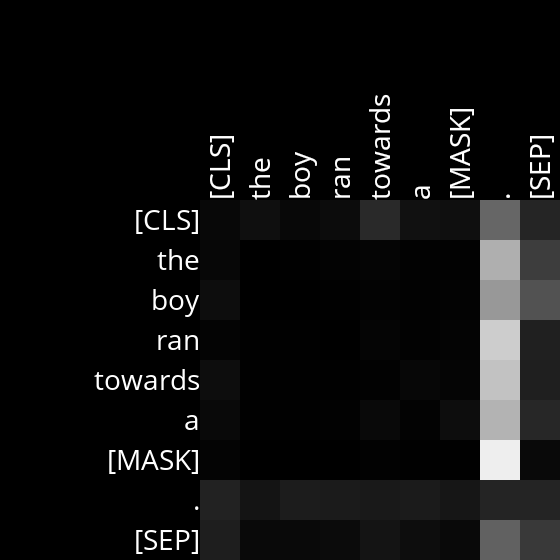 [CLS] the boy ran towards a [MASK] . [SEP]
[CLS]
the
boy
ran
towards
a
[MASK]
.
[SEP]